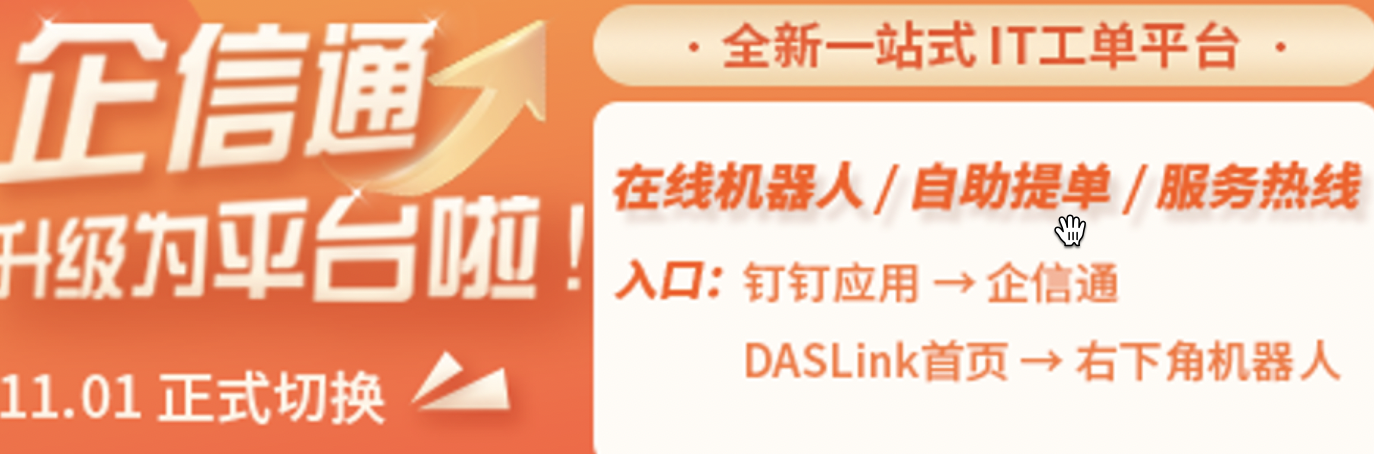 企信通
升级为平台啦！
11.01 正式切换
· 全新一站式 IT工单平台 ·
在线机器人 / 自助提单 / 服务热线
入口：钉钉应用 → 企信通
DASLink首页 → 右下角机器人